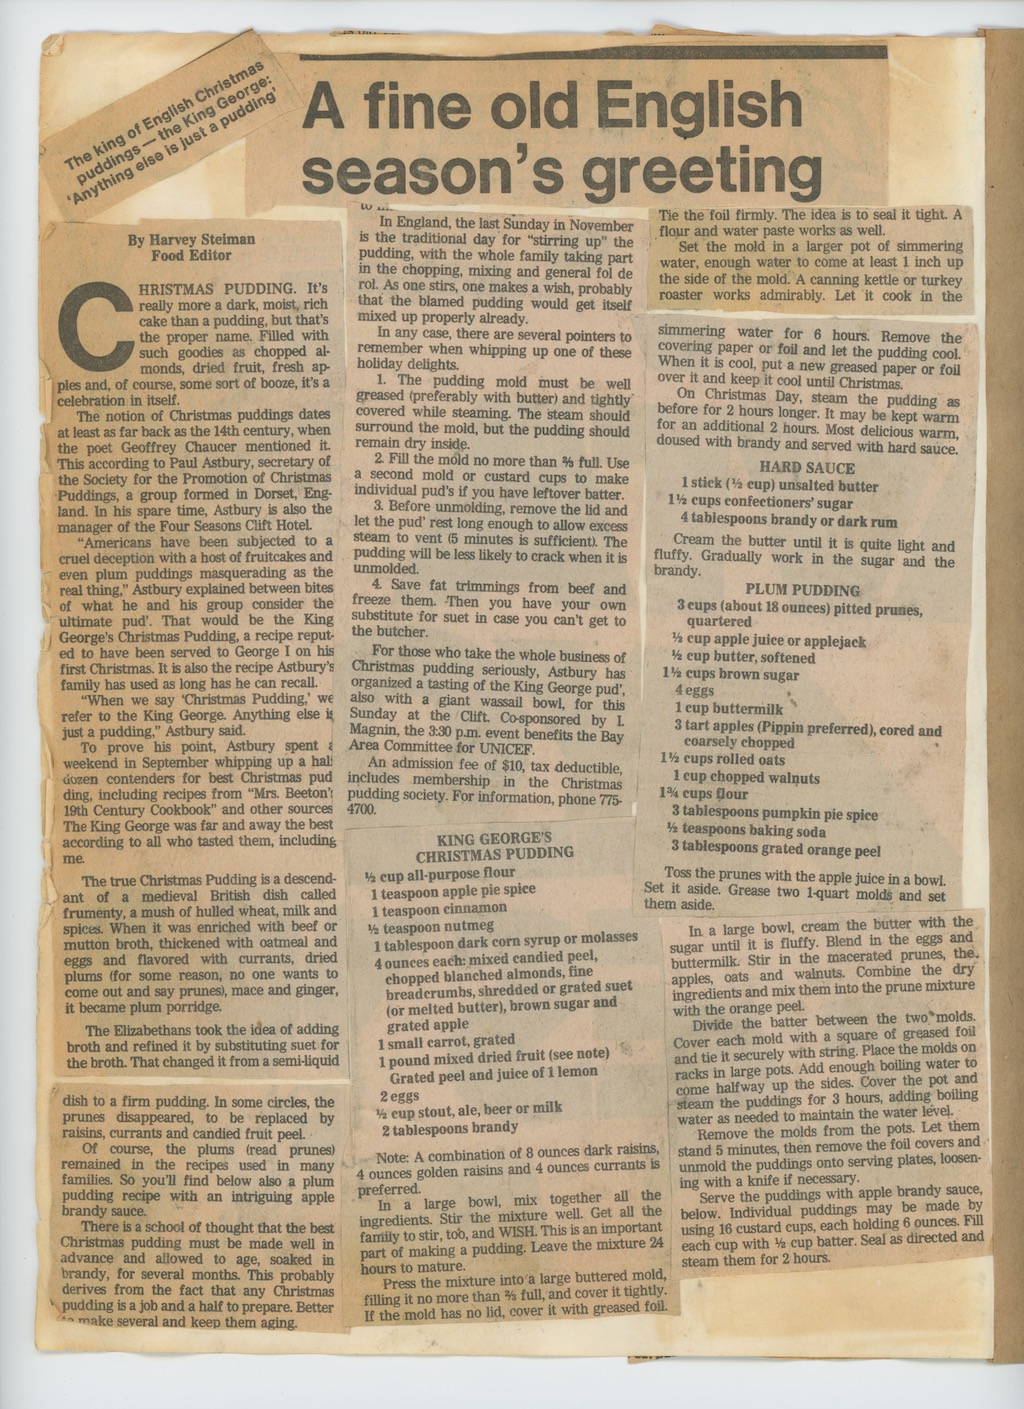 The king of English Christmas
puddings — the King George:
'Anything else is just a pudding'
A fine old English
season's greeting
By Harvey Steiman
Food Editor
CHRISTMAS PUDDING. It's
really more a dark, moist, rich
cake than a pudding, but that's
the proper name. Filled with
such goodies as chopped al-
monds, dried fruit, fresh ap-
ples and, of course, some sort of booze, it's a
celebration in itself.
The notion of Christmas puddings dates
at least as far back as the 14th century, when
the poet Geoffrey Chaucer mentioned it.
This according to Paul Astbury, secretary of
the Society for the Promotion of Christmas
Puddings, a group formed in Dorset, Eng-
land. In his spare time, Astbury is also the
manager of the Four Seasons Clift Hotel.
"Americans have been subjected to a
cruel deception with a host of fruitcakes and
even plum puddings masquerading as the
real thing," Astbury explained between bites
of what he and his group consider the
ultimate pud'. That would be the King
George's Christmas Pudding, a recipe reput-
ed to have been served to George I on his
first Christmas. It is also the recipe Astbury's
family has used as long has he can recall.
"When we say 'Christmas Pudding,' we
refer to the King George. Anything else is
just a pudding," Astbury said.
To prove his point, Astbury spent a
weekend in September whipping up a half
dozen contenders for best Christmas pud
ding, including recipes from "Mrs. Beeton's
19th Century Cookbook" and other sources
The King George was far and away the best
according to all who tasted them, including
me.
The true Christmas Pudding is a descend-
ant of a medieval British dish called
frumenty, a mush of hulled wheat, milk and
spices. When it was enriched with beef or
mutton broth, thickened with oatmeal and
eggs and flavored with currants, dried
plums (for some reason, no one wants to
come out and say prunes), mace and ginger,
it became plum porridge.
The Elizabethans took the idea of adding
broth and refined it by substituting suet for
the broth. That changed it from a semi-liquid
dish to a firm pudding. In some circles, the
prunes disappeared, to be replaced by
raisins, currants and candied fruit peel.
Of course, the plums (read prunes)
remained in the recipes used in many
families. So you'll find below also a plum
pudding recipe with an intriguing apple
brandy sauce.
There is a school of thought that the best
Christmas pudding must be made well in
advance and allowed to age, soaked in
brandy, for several months. This probably
derives from the fact that any Christmas
pudding is a job and a half to prepare. Better
make several and keep them aging.
In England, the last Sunday in November
is the traditional day for "stirring up" the
pudding, with the whole family taking part
in the chopping, mixing and general fol de
rol. As one stirs, one makes a wish, probably
that the blamed pudding would get itself
mixed up properly already.
In any case, there are several pointers to
remember when whipping up one of these
holiday delights.
1. The pudding mold must be well
greased (preferably with butter) and tightly
covered while steaming. The steam should
surround the mold, but the pudding should
remain dry inside.
2. Fill the mold no more than ⅔ full. Use
a second mold or custard cups to make
individual pud's if you have leftover batter.
3. Before unmolding, remove the lid and
let the pud' rest long enough to allow excess
steam to vent (5 minutes is sufficient). The
pudding will be less likely to crack when it is
unmolded.
4. Save fat trimmings from beef and
freeze them. Then you have your own
substitute for suet in case you can't get to
the butcher.
For those who take the whole business of
Christmas pudding seriously, Astbury has
organized a tasting of the King George pud',
also with a giant wassail bowl, for this
Sunday at the Clift. Co-sponsored by I.
Magnin, the 3:30 p.m. event benefits the Bay
Area Committee for UNICEF.
An admission fee of $10, tax deductible,
includes membership in the Christmas
pudding society. For information, phone 775-
4700.
KING GEORGE'S
CHRISTMAS PUDDING
½ cup all-purpose flour
1 teaspoon apple pie spice
1 teaspoon cinnamon
½ teaspoon nutmeg
1 tablespoon dark corn syrup or molasses
4 ounces each: mixed candied peel,
chopped blanched almonds, fine
breadcrumbs, shredded or grated suet
(or melted butter), brown sugar and
grated apple
1 small carrot, grated
1 pound mixed dried fruit (see note)
Grated peel and juice of 1 lemon
2 eggs
½ cup stout, ale, beer or milk
2 tablespoons brandy
Note: A combination of 8 ounces dark raisins,
4 ounces golden raisins and 4 ounces currants is
preferred.
In a large bowl, mix together all the
ingredients. Stir the mixture well. Get all the
family to stir, too, and WISH. This is an important
part of making a pudding. Leave the mixture 24
hours to mature.
Press the mixture into a large buttered mold,
filling it no more than ⅔ full, and cover it tightly.
If the mold has no lid, cover it with greased foil.
Tie the foil firmly. The idea is to seal it tight. A
flour and water paste works as well.
Set the mold in a larger pot of simmering
water, enough water to come at least 1 inch up
the side of the mold. A canning kettle or turkey
roaster works admirably. Let it cook in the
simmering water for 6 hours. Remove the
covering paper or foil and let the pudding cool.
When it is cool, put a new greased paper or foil
over it and keep it cool until Christmas.
On Christmas Day, steam the pudding as
before for 2 hours longer. It may be kept warm
for an additional 2 hours. Most delicious warm,
doused with brandy and served with hard sauce.
HARD SAUCE
1 stick (½ cup) unsalted butter
1½ cups confectioners' sugar
4 tablespoons brandy or dark rum
Cream the butter until it is quite light and
fluffy. Gradually work in the sugar and the
brandy.
PLUM PUDDING
3 cups (about 18 ounces) pitted prunes,
quartered
½ cup apple juice or applejack
½ cup butter, softened
1½ cups brown sugar
4 eggs
1 cup buttermilk
3 tart apples (Pippin preferred), cored and
coarsely chopped
1½ cups rolled oats
1 cup chopped walnuts
1¾ cups flour
3 tablespoons pumpkin pie spice
½ teaspoons baking soda
3 tablespoons grated orange peel
Toss the prunes with the apple juice in a bowl.
Set it aside. Grease two 1-quart molds and set
them aside.
In a large bowl, cream the butter with the
sugar until it is fluffy. Blend in the eggs and
buttermilk. Stir in the macerated prunes, the
apples, oats and walnuts. Combine the dry
ingredients and mix them into the prune mixture
with the orange peel.
Divide the batter between the two molds.
Cover each mold with a square of greased foil
and tie it securely with string. Place the molds on
racks in large pots. Add enough boiling water to
come halfway up the sides. Cover the pot and
steam the puddings for 3 hours, adding boiling
water as needed to maintain the water level.
Remove the molds from the pots. Let them
stand 5 minutes, then remove the foil covers and
unmold the puddings onto serving plates, loosen-
ing with a knife if necessary.
Serve the puddings with apple brandy sauce,
below. Individual puddings may be made by
using 16 custard cups, each holding 6 ounces. Fill
each cup with ½ cup batter. Seal as directed and
steam them for 2 hours.